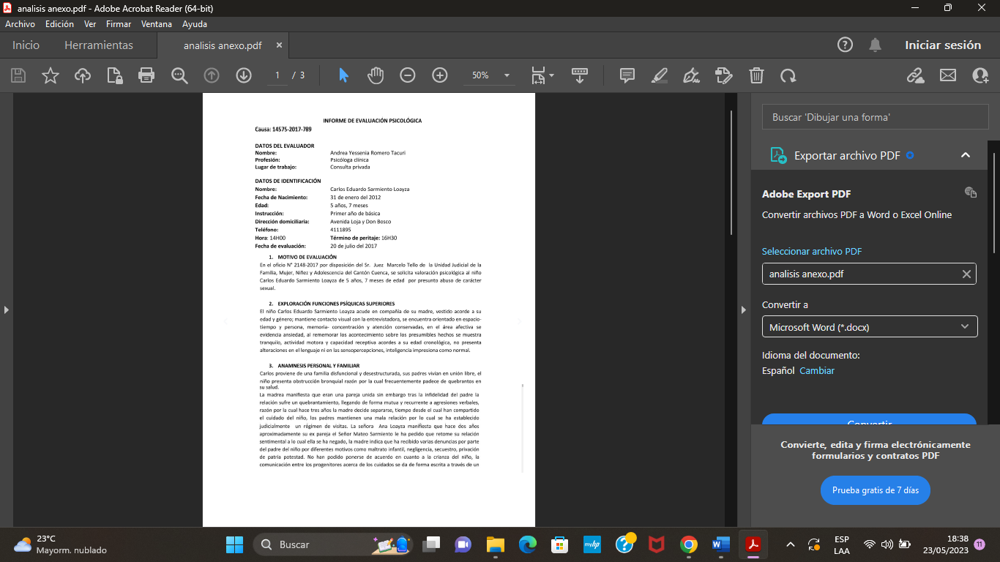 analisis anexo.pdf - Adobe Acrobat Reader (64-bit)
Archivo Edición Ver Firmar Ventana Ayuda
Inicio Herramientas analisis anexo.pdf Iniciar sesión
1 / 3 50%
INFORME DE EVALUACIÓN PSICOLÓGICA
Causa: 14575-2017-789
DATOS DEL EVALUADOR
Nombre: Andrea Yessenia Romero Tacuri
Profesión: Psicóloga clínica
Lugar de trabajo: Consulta privada
DATOS DE IDENTIFICACIÓN
Nombre: Carlos Eduardo Sarmiento Loayza
Fecha de Nacimiento: 31 de enero del 2012
Edad: 5 años, 7 meses
Instrucción: Primer año de básica
Dirección domiciliaria: Avenida Loja y Don Bosco
Teléfono: 4111895
Hora: 14H00 Término de peritaje: 16H30
Fecha de evaluación: 20 de julio del 2017
1. MOTIVO DE EVALUACIÓN
En el oficio N° 2148-2017 por disposición del Sr. Juez Marcelo Tello de la Unidad Judicial de la
Familia, Mujer, Niñez y Adolescencia del Cantón Cuenca, se solicita valoración psicológica al niño
Carlos Eduardo Sarmiento Loayza de 5 años, 7 meses de edad por presunto abuso de carácter
sexual.
2. EXPLORACIÓN FUNCIONES PSÍQUICAS SUPERIORES
El niño Carlos Eduardo Sarmiento Loayza acude en compañía de su madre, vestido acorde a su
edad y género; mantiene contacto visual con la entrevistadora, se encuentra orientado en espacio-
tiempo y persona, memoria- concentración y atención conservadas, en el área afectiva se
evidencia ansiedad, al rememorar los acontecimiento sobre los presumibles hechos se muestra
tranquilo, actividad motora y capacidad receptiva acordes a su edad cronológica, no presenta
alteraciones en el lenguaje ni en las sensopercepciones, inteligencia impresiona como normal.
3. ANAMNESIS PERSONAL Y FAMILIAR
Carlos proviene de una familia disfuncional y desestructurada, sus padres vivían en unión libre, el
niño presenta obstrucción bronquial razón por la cual frecuentemente padece de quebrantos en
su salud.
La madrea manifiesta que eran una pareja unida sin embargo tras la infidelidad del padre la
relación sufre un quebrantamiento, llegando de forma mutua y recurrente a agresiones verbales,
razón por la cual hace tres años la madre decide separarse, tiempo desde el cual han compartido
el cuidado del niño, los padres mantienen una mala relación por lo cual se ha establecido
judicialmente un régimen de visitas. La señora Ana Loayza manifiesta que hace dos años
aproximadamente su ex pareja el Señor Mateo Sarmiento le ha pedido que retome su relación
sentimental a lo cual ella se ha negado, la madre indica que ha recibido varias denuncias por parte
del padre del niño por diferentes motivos como maltrato infantil, negligencia, secuestro, privación
de patria potestad. No han podido ponerse de acuerdo en cuanto a la crianza del niño, la
comunicación entre los progenitores acerca de los cuidados se da de forma escrita a través de un
Buscar 'Dibujar una forma'
Exportar archivo PDF
Adobe Export PDF
Convertir archivos PDF a Word o Excel Online
Seleccionar archivo PDF
analisis anexo.pdf
Convertir a
Microsoft Word (*.docx)
Idioma del documento:
Español Cambiar
Convertir
Convierte, edita y firma electrónicamente
formularios y contratos PDF
Prueba gratis de 7 días
23°C
Mayorm. nublado
Buscar
myhp
ESP
LAA
18:38
23/05/2023
11